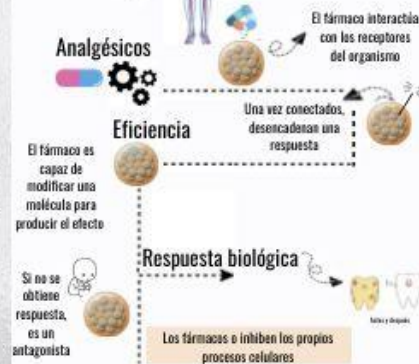 El fármaco interactúa
con los receptores
del organismo
Analgésicos
Una vez conectados,
desencadenan una
respuesta
Eficiencia
El fármaco es
capaz de
modificar una
molécula para
producir el efecto
Respuesta biológica
Si no se
obtiene
respuesta,
es un
antagonista
Antes y después
Los fármacos o inhiben los propios
procesos celulares